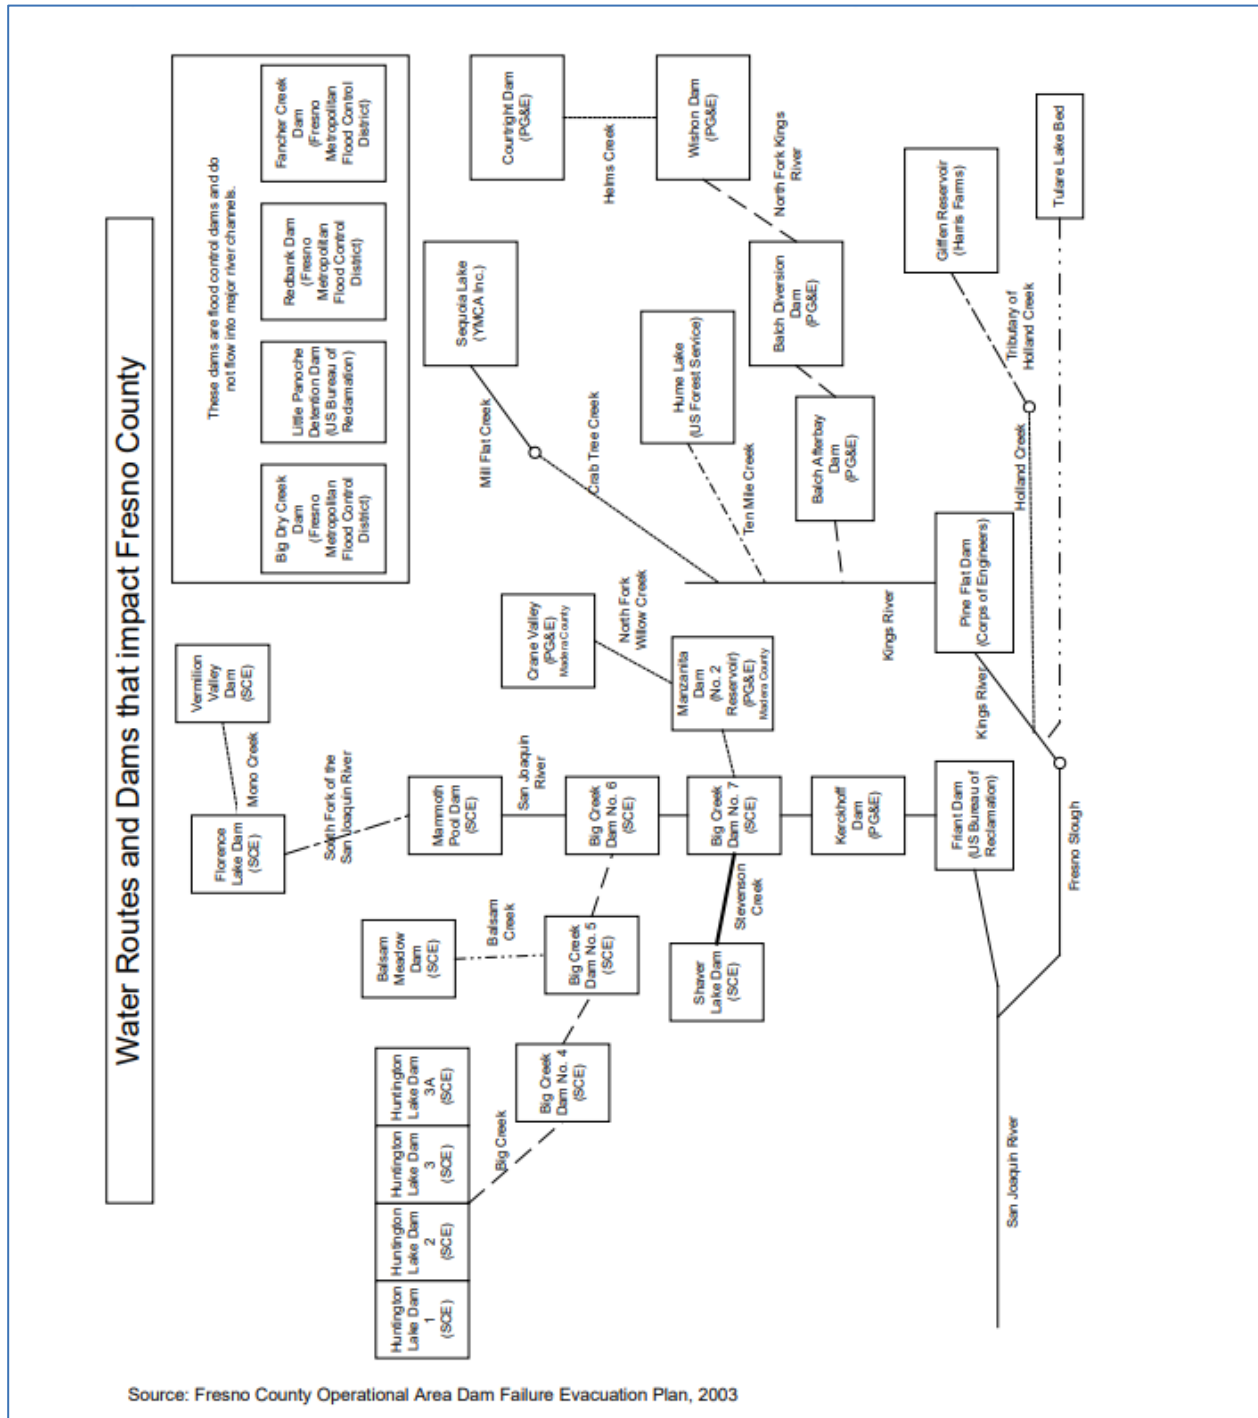 Water Routes and Dams that impact Fresno County
These are flood control dams and do
not flow into major river channels.
Big Dry Creek
Dam
(Fresno
Metropolitan
Flood Control
District)
Little Panoche
Detention Dam
(US Bureau of
Reclamation)
Redbank Dam
(Fresno
Metropolitan
Flood Control
District)
Fancher Creek
Dam
(Fresno
Metropolitan
Flood Control
District)
Vermilion
Valley
Dam
(SCE)
Mono Creek
Florence
Lake Dam
(SCE)
South Fork of the
San Joaquin River
Mammoth
Pool Dam
(SCE)
San Joaquin
River
Huntington
Lake Dam
1
(SCE)
Huntington
Lake Dam
2
(SCE)
Huntington
Lake Dam
3
(SCE)
Huntington
Lake Dam
3A
(SCE)
Big Creek
Big Creek
Dam No. 4
(SCE)
Balsam
Meadow
Dam
(SCE)
Balsam
Creek
Big Creek
Dam No. 5
(SCE)
Big Creek
Dam No. 6
(SCE)
Shaver
Lake Dam
(SCE)
Stevenson
Creek
Big Creek
Dam No. 7
(SCE)
Crane Valley
(PG&E)
Madera County
North Fork
Willow Creek
Manzanita
Dam
(No. 2
Reservoir)
(PG&E)
Madera County
Kerckhoff
Dam
(PG&E)
Friant Dam
(US Bureau of
Reclamation)
San Joaquin River
Fresno Slough
Sequoia Lake
(YMCA Inc.)
Mill Flat Creek
Crab Tree Creek
Courtright Dam
(PG&E)
Helms Creek
Wishon Dam
(PG&E)
North Fork Kings
River
Hume Lake
(US Forest Service)
Ten Mile Creek
Balch Diversion
Dam
(PG&E)
Balch Afterbay
Dam
(PG&E)
Kings River
Pine Flat Dam
(Corps of Engineers)
Kings River
Giffen Reservoir
(Harris Farms)
Tributary of
Holland Creek
Holland Creek
Tulare Lake Bed
Source: Fresno County Operational Area Dam Failure Evacuation Plan, 2003